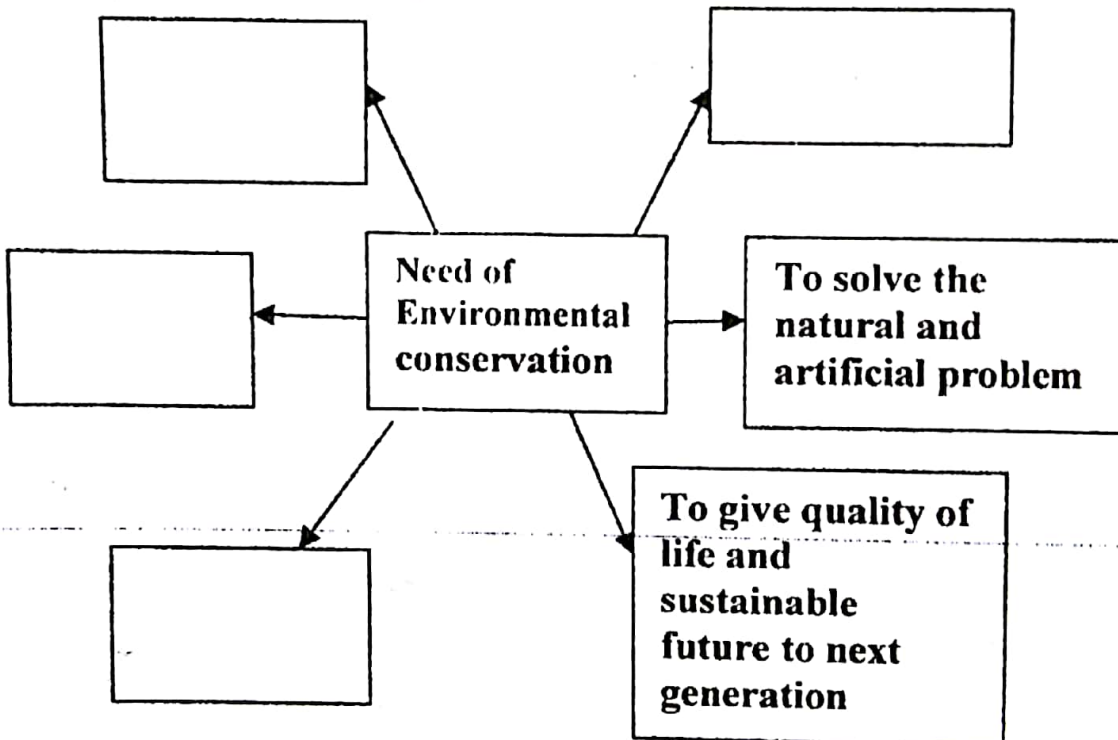 Need of
Environmental
conservation
To solve the
natural and
artificial problem
To give quality of
life and
sustainable
future to next
generation